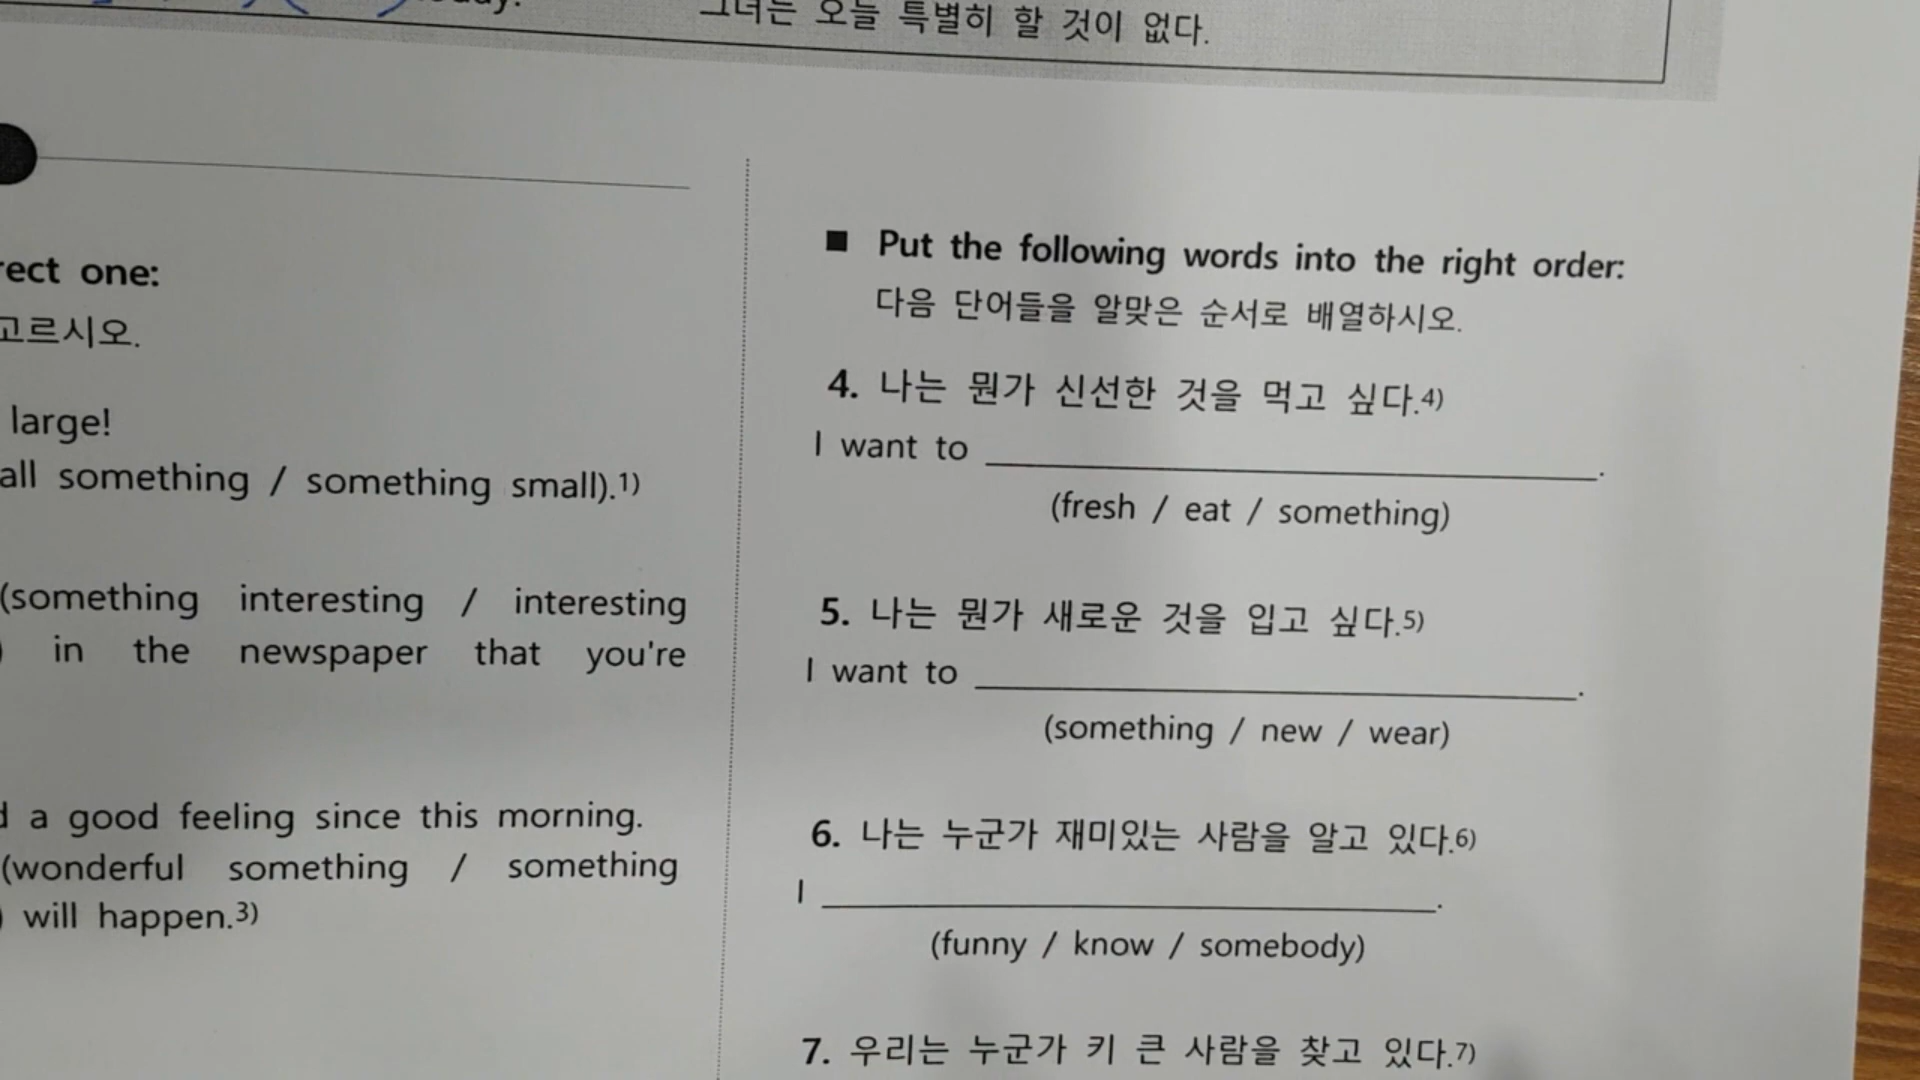 그녀는 오늘 특별히 할 것이 없다.
one:
고르시오.
large!
something / something small).1)
(something interesting / interesting
in the newspaper that you're
a good feeling since this morning.
(wonderful something / something
will happen.3)
■ Put the following words into the right order:
다음 단어들을 알맞은 순서로 배열하시오.
4. 나는 뭔가 신선한 것을 먹고 싶다.4)
I want to ______.
(fresh / eat / something)
5. 나는 뭔가 새로운 것을 입고 싶다.5)
I want to ______.
(something / new / wear)
6. 나는 누군가 재미있는 사람을 알고 있다.6)
I ______.
(funny / know / somebody)
7. 우리는 누군가 키 큰 사람을 찾고 있다.7)